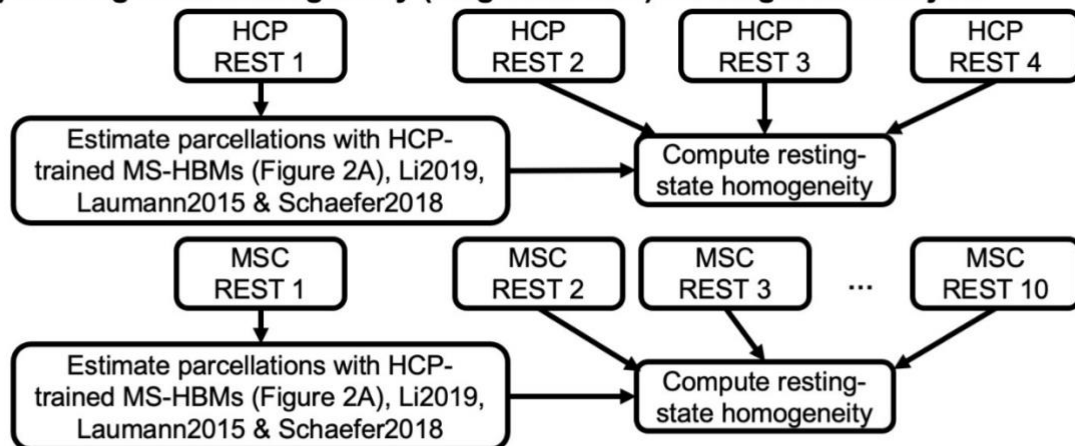 HCP
REST 1
HCP
REST 2
HCP
REST 3
HCP
REST 4
Estimate parcellations with HCP-
trained MS-HBMs (Figure 2A), Li2019,
Laumann2015 & Schaefer2018
Compute resting-
state homogeneity
MSC
REST 1
MSC
REST 2
MSC
REST 3
...
MSC
REST 10
Estimate parcellations with HCP-
trained MS-HBMs (Figure 2A), Li2019,
Laumann2015 & Schaefer2018
Compute resting-
state homogeneity